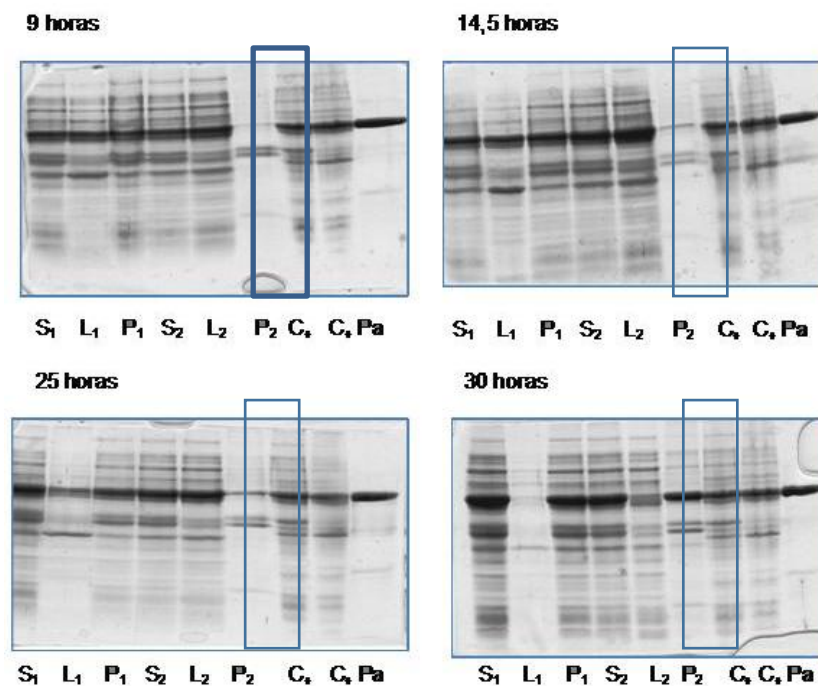 9 horas
14,5 horas
S₁ L₁ P₁ S₂ L₂ P₂ C₊ C₊ Pa
S₁ L₁ P₁ S₂ L₂ P₂ C₊ C₊ Pa
25 horas
30 horas
S₁ L₁ P₁ S₂ L₂ P₂ C₊ C₊ Pa
S₁ L₁ P₁ S₂ L₂ P₂ C₊ C₊ Pa